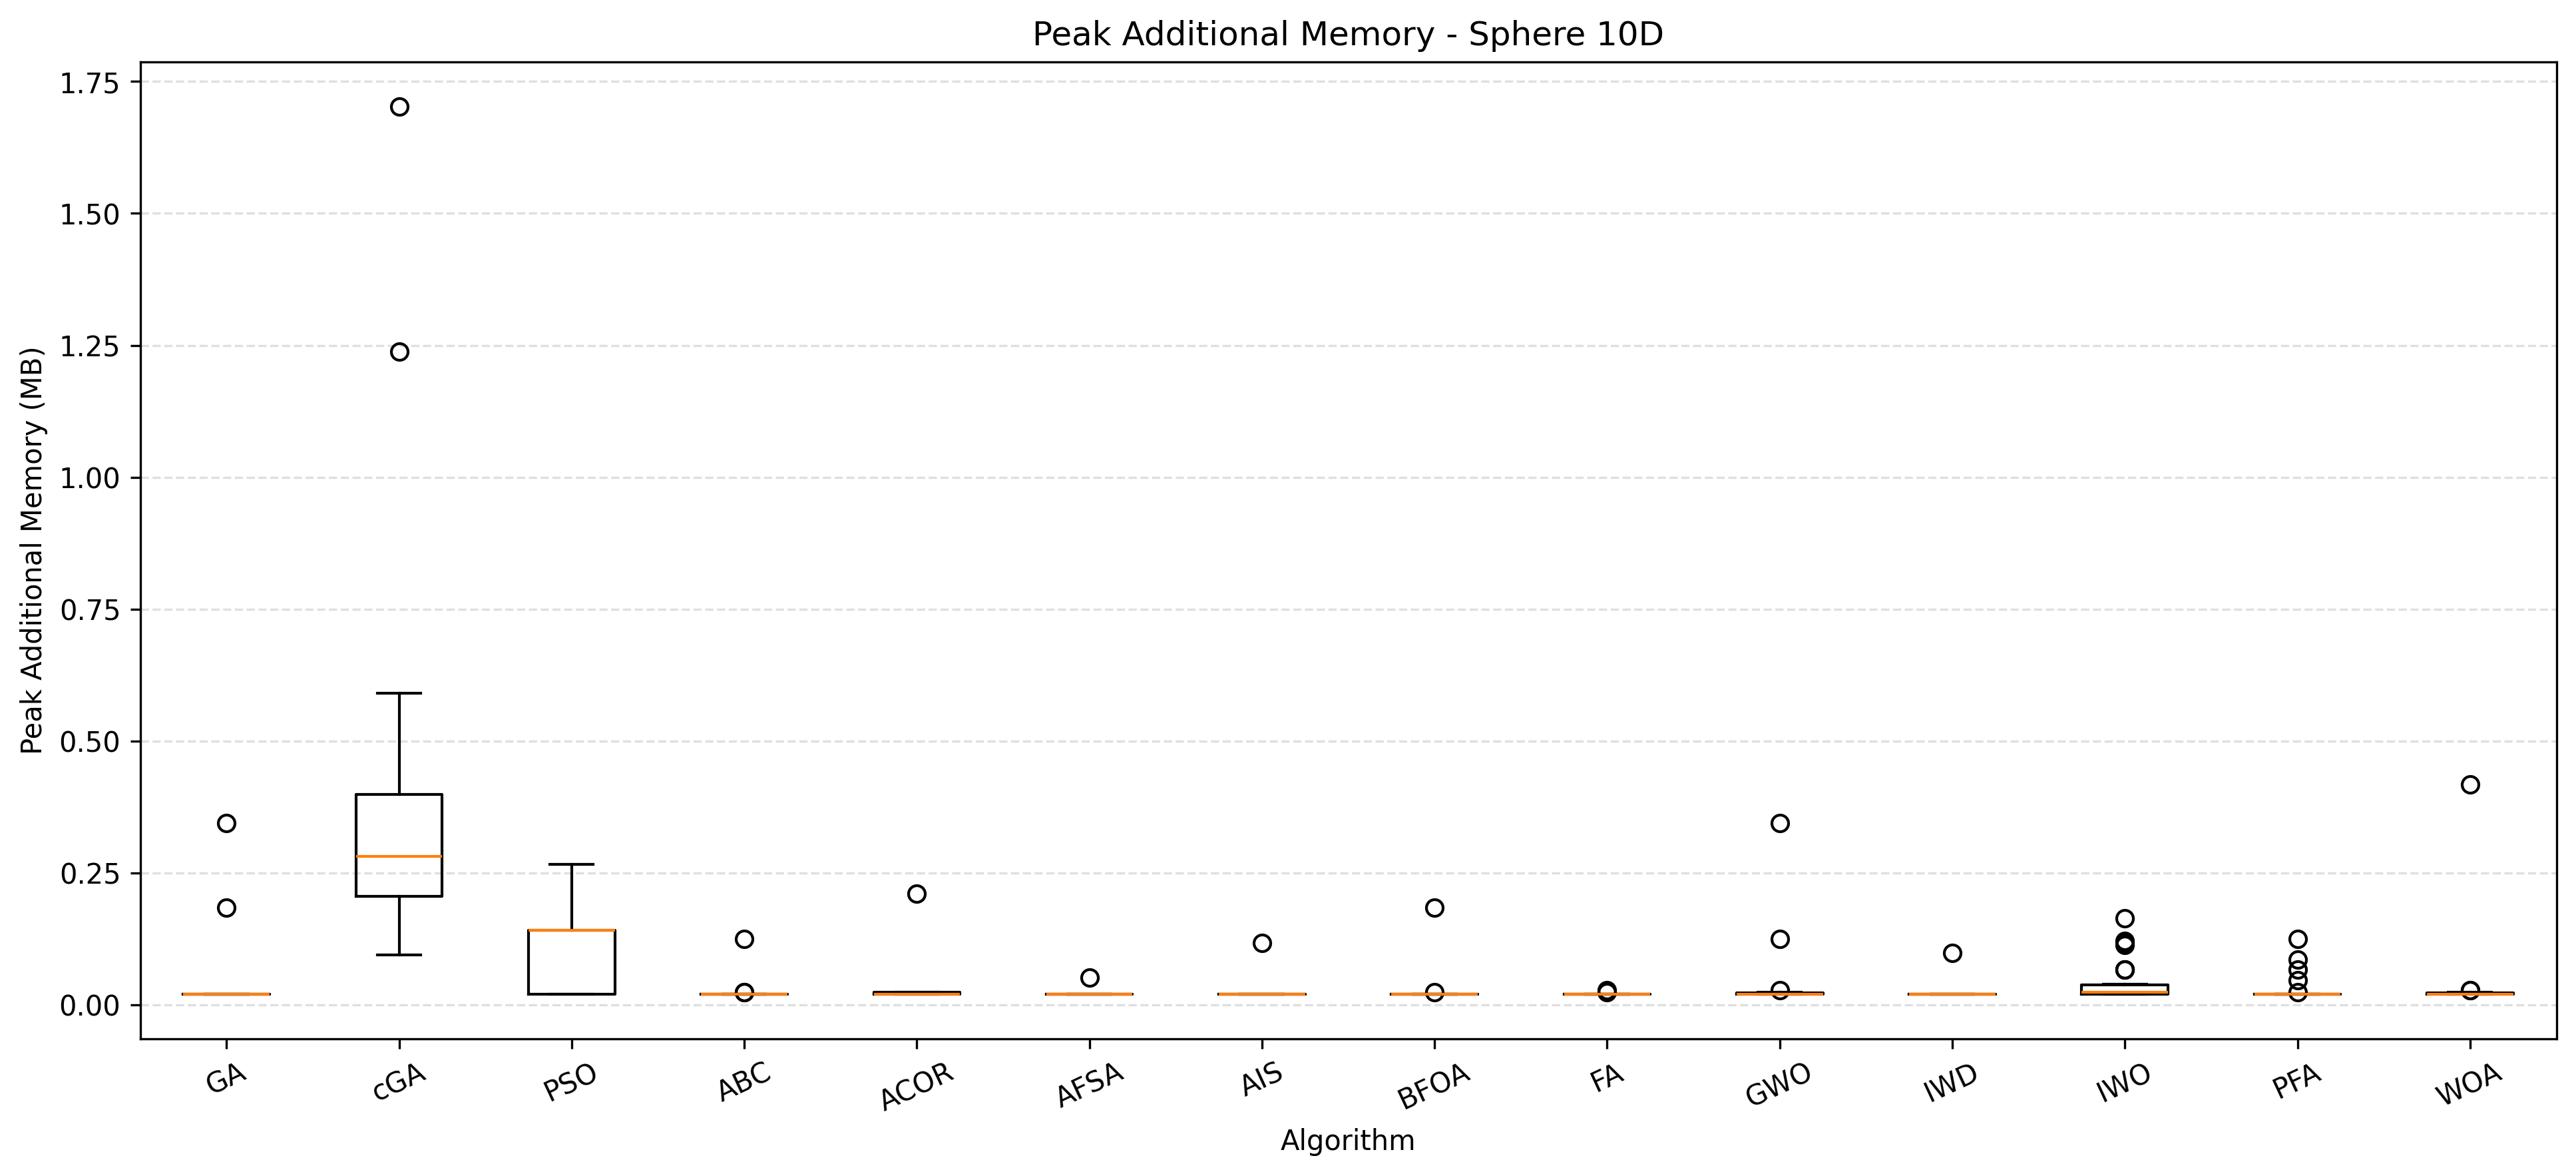 Peak Additional Memory - Sphere 10D
Peak Additional Memory (MB)
1.75
1.50
1.25
1.00
0.75
0.50
0.25
0.00
GA cGA PSO ABC ACOR AFSA AIS BFOA FA GWO IWD IWO PFA WOA
Algorithm